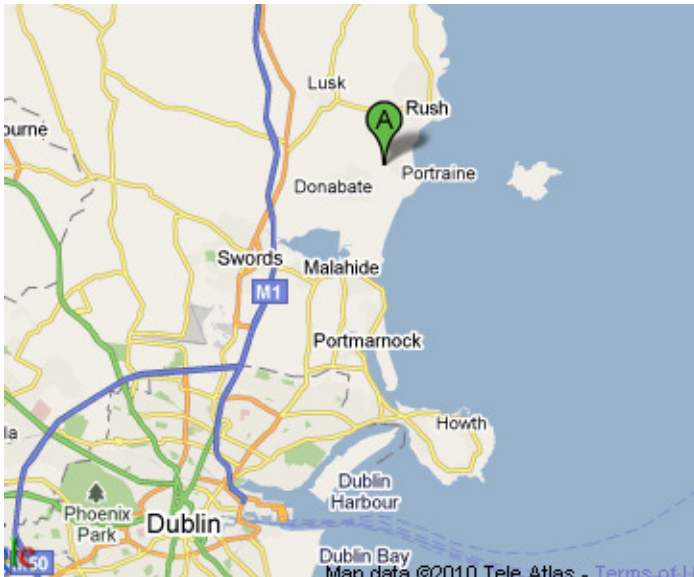 Lusk
Rush
A
ourne
Portraine
Donabate
Swords
Malahide
M1
Portmarnock
Howth
la
Dublin
Harbour
Phoenix
Park
Dublin
Dublin Bay
Map data ©2010 Tele Atlas - Terms of U